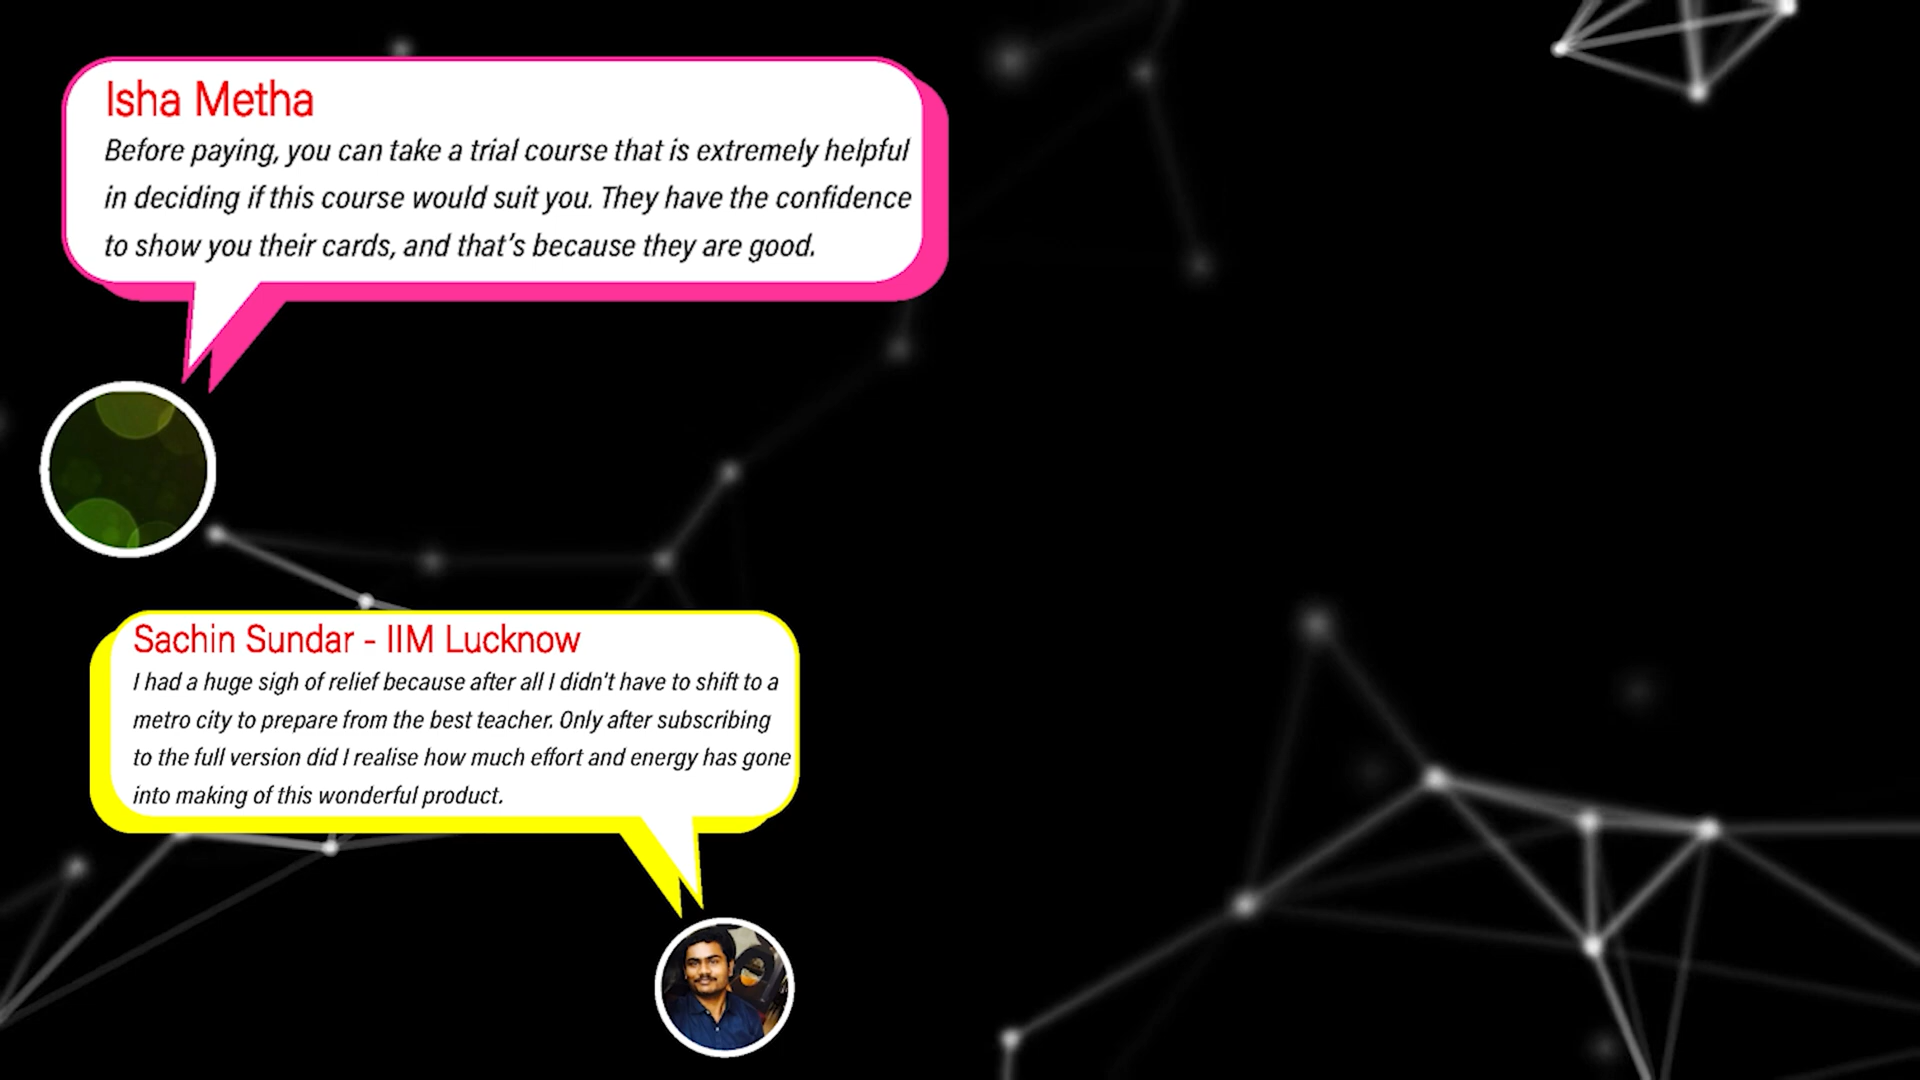 Isha Metha
Before paying, you can take a trial course that is extremely helpful
in deciding if this course would suit you. They have the confidence
to show you their cards, and that's because they are good.
Sachin Sundar - IIM Lucknow
I had a huge sigh of relief because after all I didn't have to shift to a
metro city to prepare from the best teacher. Only after subscribing
to the full version did I realise how much effort and energy has gone
into making of this wonderful product.